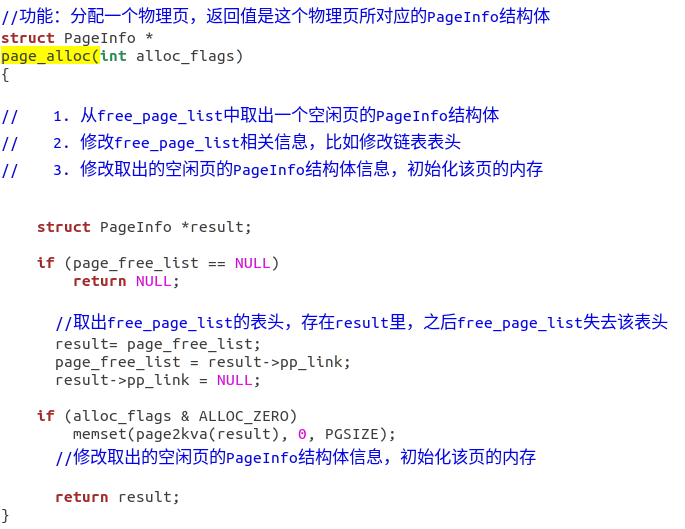 //功能：分配一个物理页，返回值是这个物理页所对应的PageInfo结构体
struct PageInfo *
page_alloc(int alloc_flags)
{
//    1. 从free_page_list中取出一个空闲页的PageInfo结构体
//    2. 修改free_page_list相关信息，比如修改链表表头
//    3. 修改取出的空闲页的PageInfo结构体信息，初始化该页的内存
    struct PageInfo *result;
    if (page_free_list == NULL)
        return NULL;
      //取出free_page_list的表头，存在result里，之后free_page_list失去该表头
      result= page_free_list;
      page_free_list = result->pp_link;
      result->pp_link = NULL;
    if (alloc_flags & ALLOC_ZERO)
        memset(page2kva(result), 0, PGSIZE);
      //修改取出的空闲页的PageInfo结构体信息，初始化该页的内存
      return result;
}